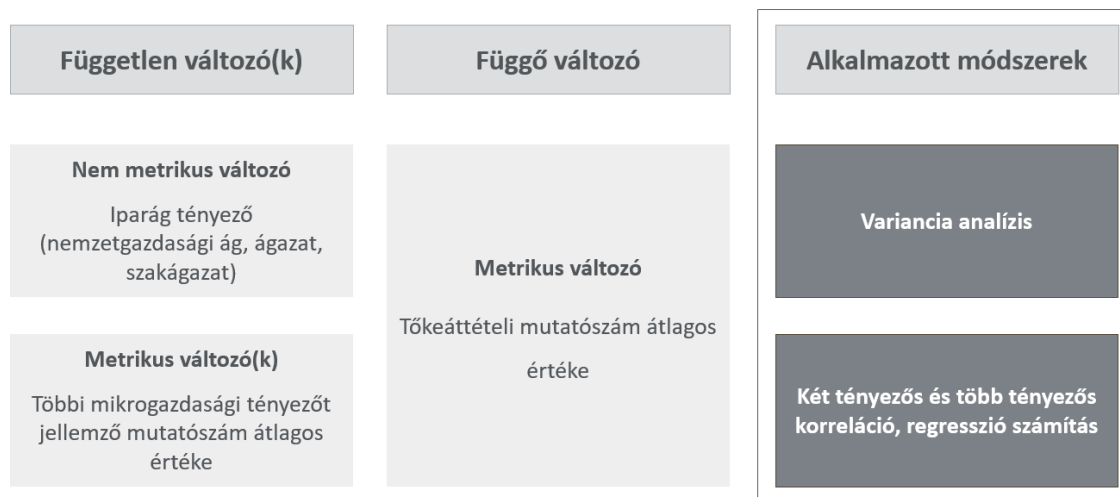 Független változó(k)
Függő változó
Alkalmazott módszerek
Nem metrikus változó
Iparág tényező
(nemzetgazdasági ág, ágazat,
szakágazat)
Metrikus változó
Tőkeáttételi mutatószám átlagos
értéke
Variancia analízis
Metrikus változó(k)
Többi mikrogazdasági tényezőt
jellemző mutatószám átlagos
értéke
Két tényezős és több tényezős
korreláció, regresszió számítás